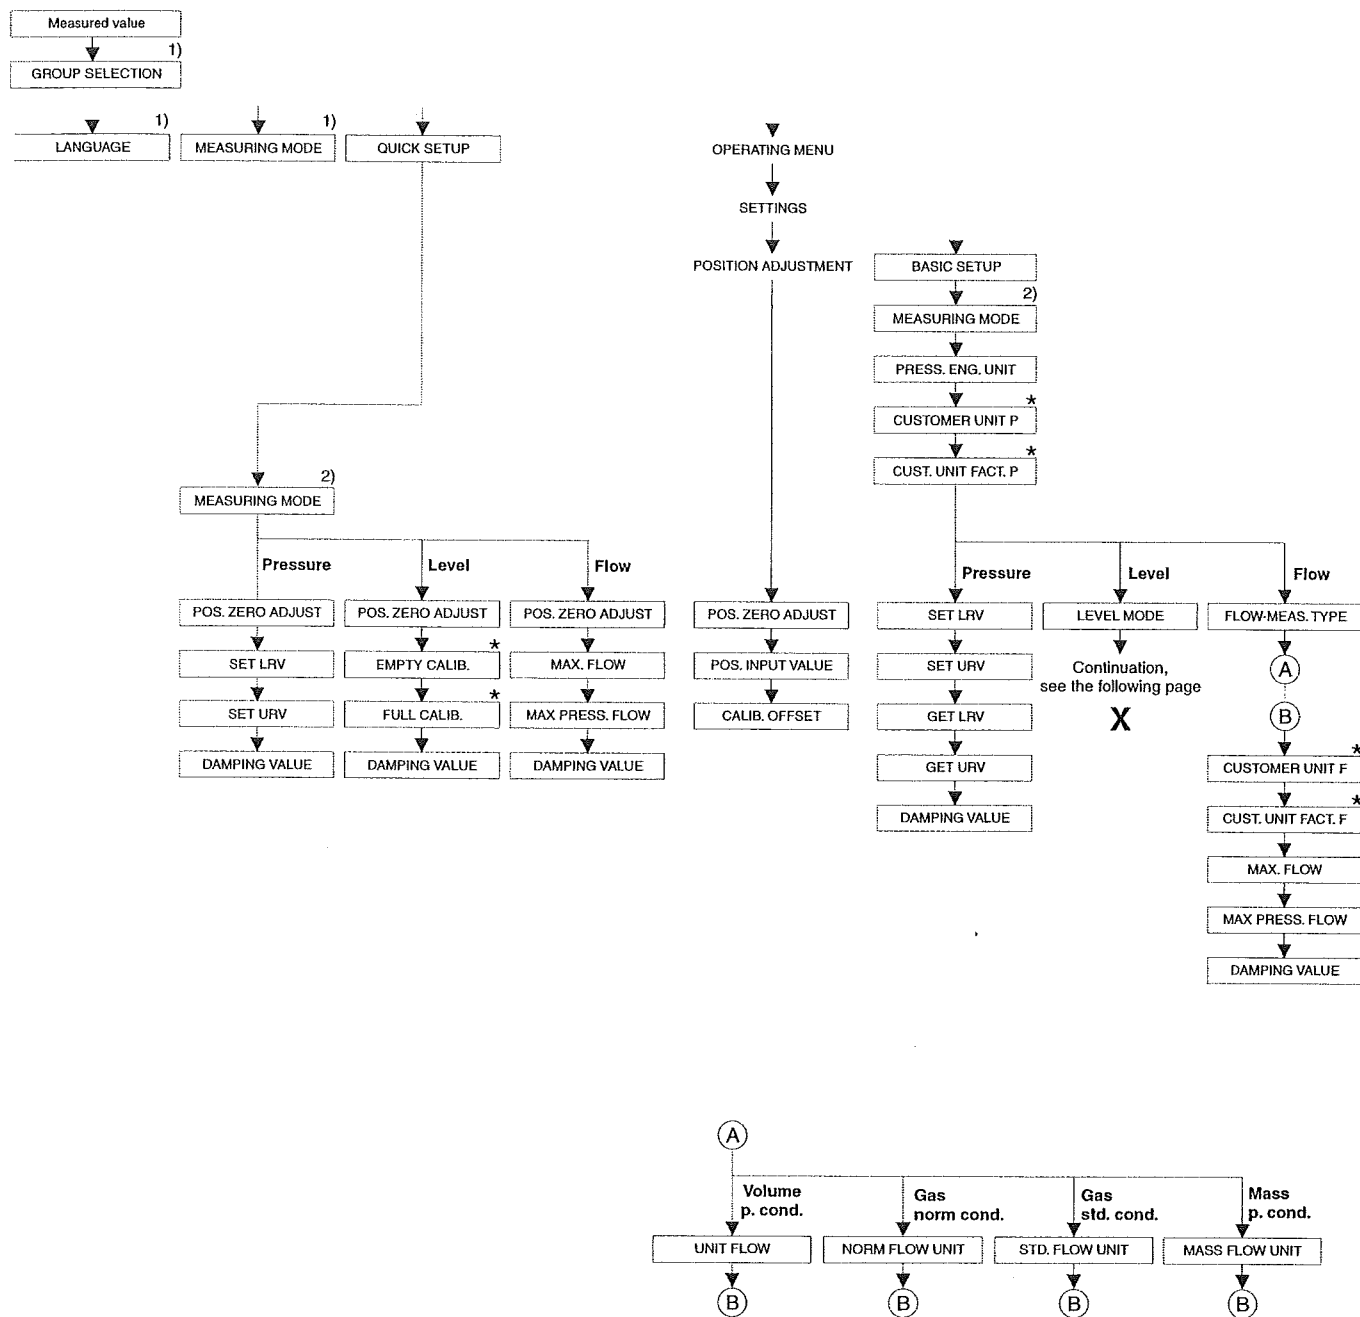 Measured value
1)
GROUP SELECTION
1)
LANGUAGE
1)
MEASURING MODE
QUICK SETUP
OPERATING MENU
SETTINGS
POSITION ADJUSTMENT
BASIC SETUP
2)
MEASURING MODE
PRESS. ENG. UNIT
*
CUSTOMER UNIT P
*
CUST. UNIT FACT. P
2)
MEASURING MODE
Pressure
Level
Flow
POS. ZERO ADJUST
POS. ZERO ADJUST
POS. ZERO ADJUST
SET LRV
*
EMPTY CALIB.
MAX. FLOW
SET URV
*
FULL CALIB.
MAX PRESS. FLOW
DAMPING VALUE
DAMPING VALUE
DAMPING VALUE
POS. ZERO ADJUST
POS. INPUT VALUE
CALIB. OFFSET
Pressure
Level
Flow
SET LRV
LEVEL MODE
FLOW-MEAS. TYPE
SET URV
Continuation,
see the following page
X
A
B
GET LRV
GET URV
DAMPING VALUE
*
CUSTOMER UNIT F
*
CUST. UNIT FACT. F
MAX. FLOW
MAX PRESS. FLOW
DAMPING VALUE
A
Volume
p. cond.
Gas
norm cond.
Gas
std. cond.
Mass
p. cond.
UNIT FLOW
NORM FLOW UNIT
STD. FLOW UNIT
MASS FLOW UNIT
B
B
B
B